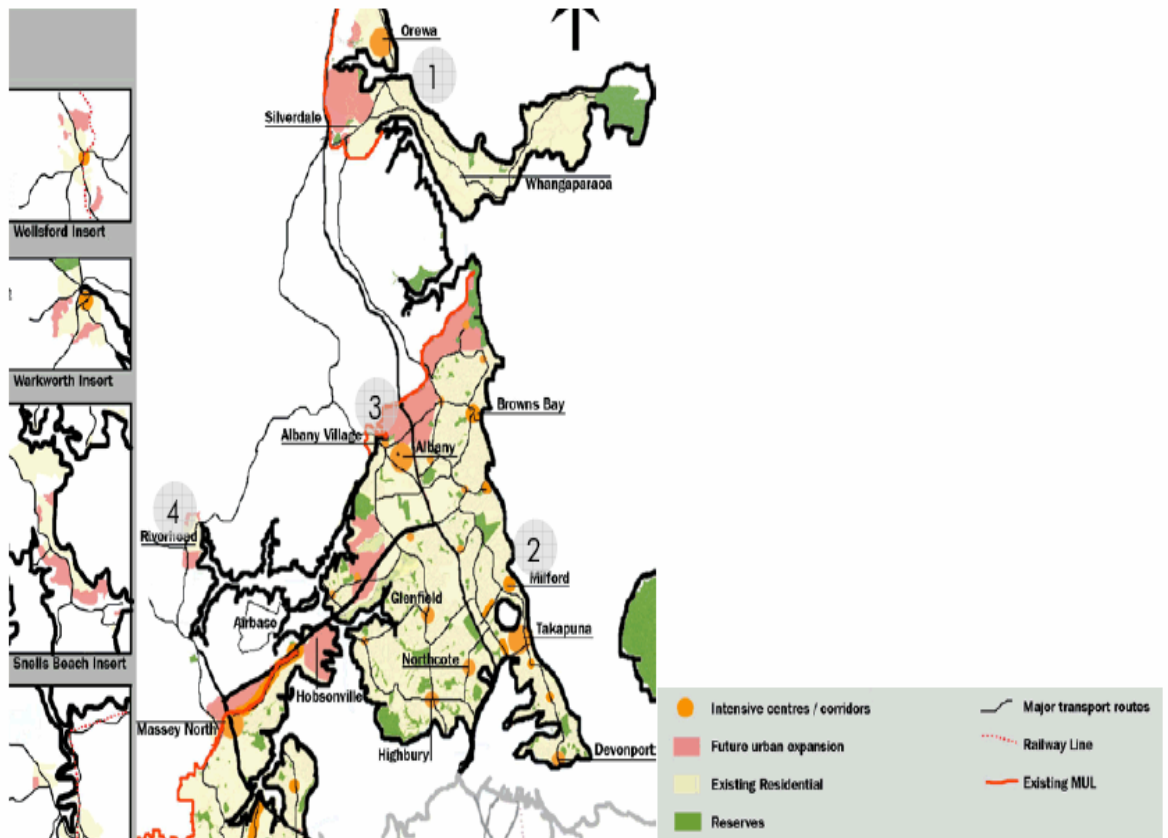 Orewa
1
Silverdale
Whangaparaoa
Wellsford Insert
Warkworth Insert
3
Browns Bay
Albany Village
Albany
4
Riverhead
2
Milford
Glenfield
Airbase
Takapuna
Northcote
Snells Beach Insert
Hobsonville
Massey North
Highbury
Devonport
Intensive centres / corridors
Future urban expansion
Existing Residential
Reserves
Major transport routes
Railway Line
Existing MUL